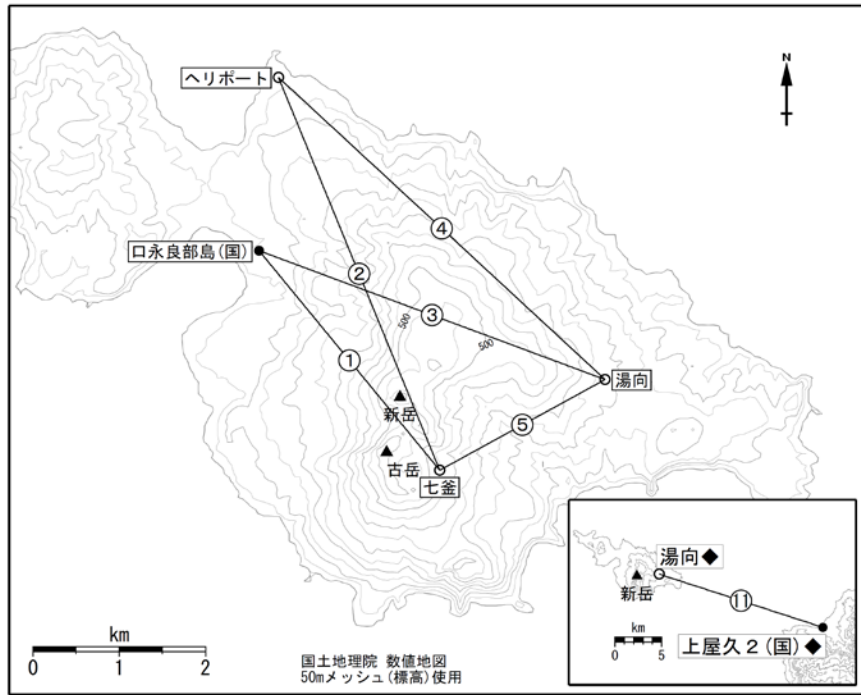 ヘリポート
N
④
口永良部島(国)
②
③
500
500
①
湯向
新岳
⑤
古岳
七釜
km
0 1 2
国土地理院 数値地図
50mメッシュ(標高)使用
湯向◆
新岳
⑪
km
0 5
上屋久2(国)◆